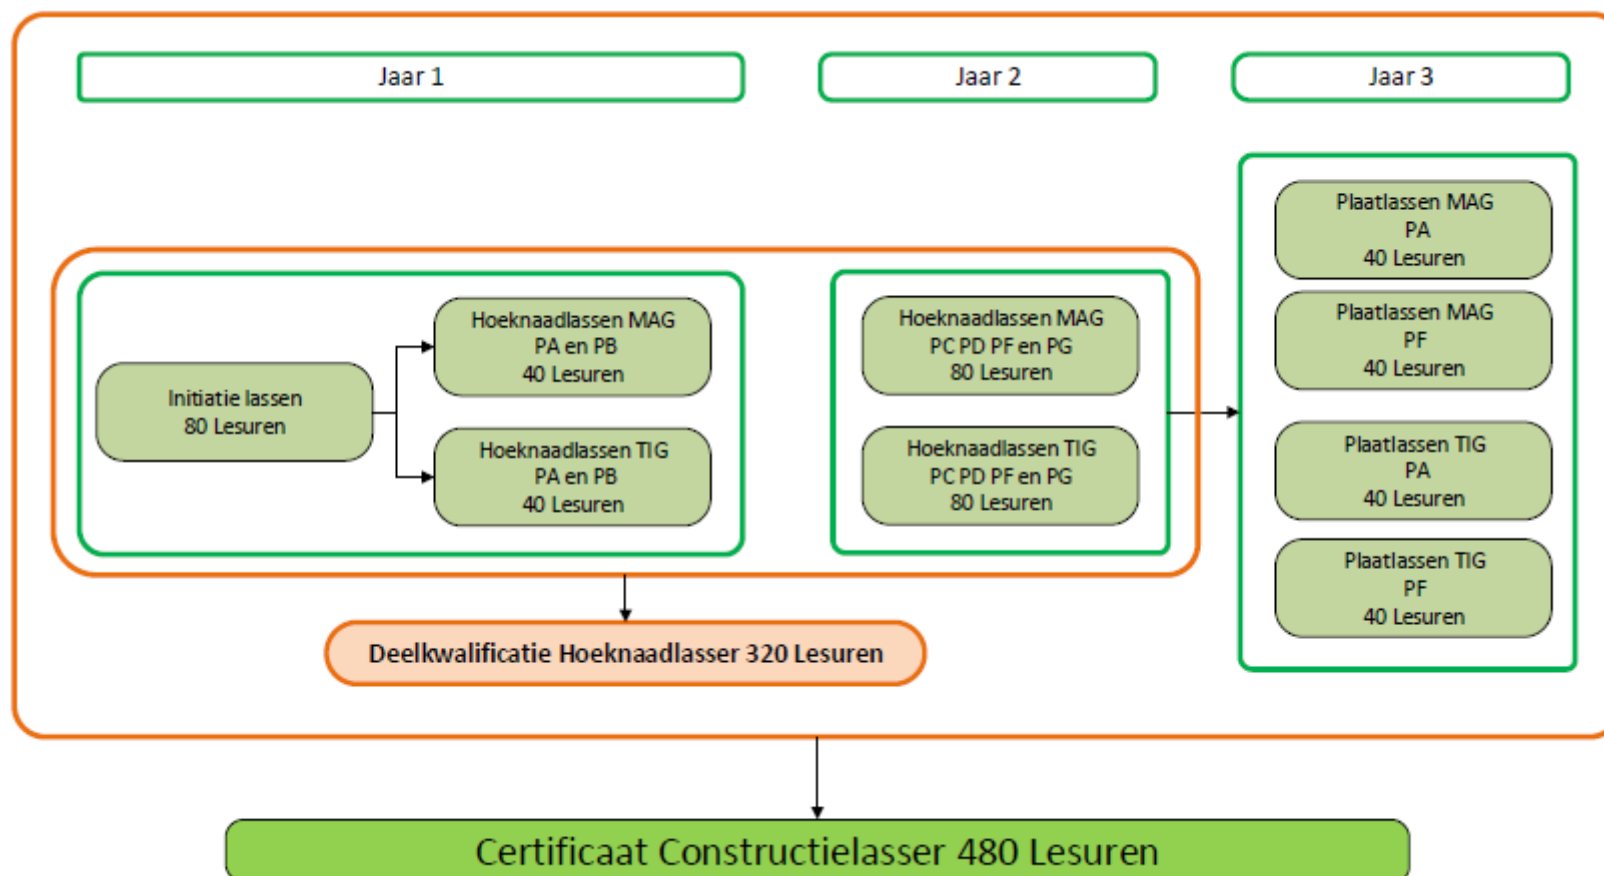 Jaar 1
Jaar 2
Jaar 3
Initiatie lassen
80 Lesuren
Hoeknaadlassen MAG
PA en PB
40 Lesuren
Hoeknaadlassen TIG
PA en PB
40 Lesuren
Hoeknaadlassen MAG
PC PD PF en PG
80 Lesuren
Hoeknaadlassen TIG
PC PD PF en PG
80 Lesuren
Plaatlassen MAG
PA
40 Lesuren
Plaatlassen MAG
PF
40 Lesuren
Plaatlassen TIG
PA
40 Lesuren
Plaatlassen TIG
PF
40 Lesuren
Deelkwalificatie Hoeknaadlasser 320 Lesuren
Certificaat Constructielasser 480 Lesuren